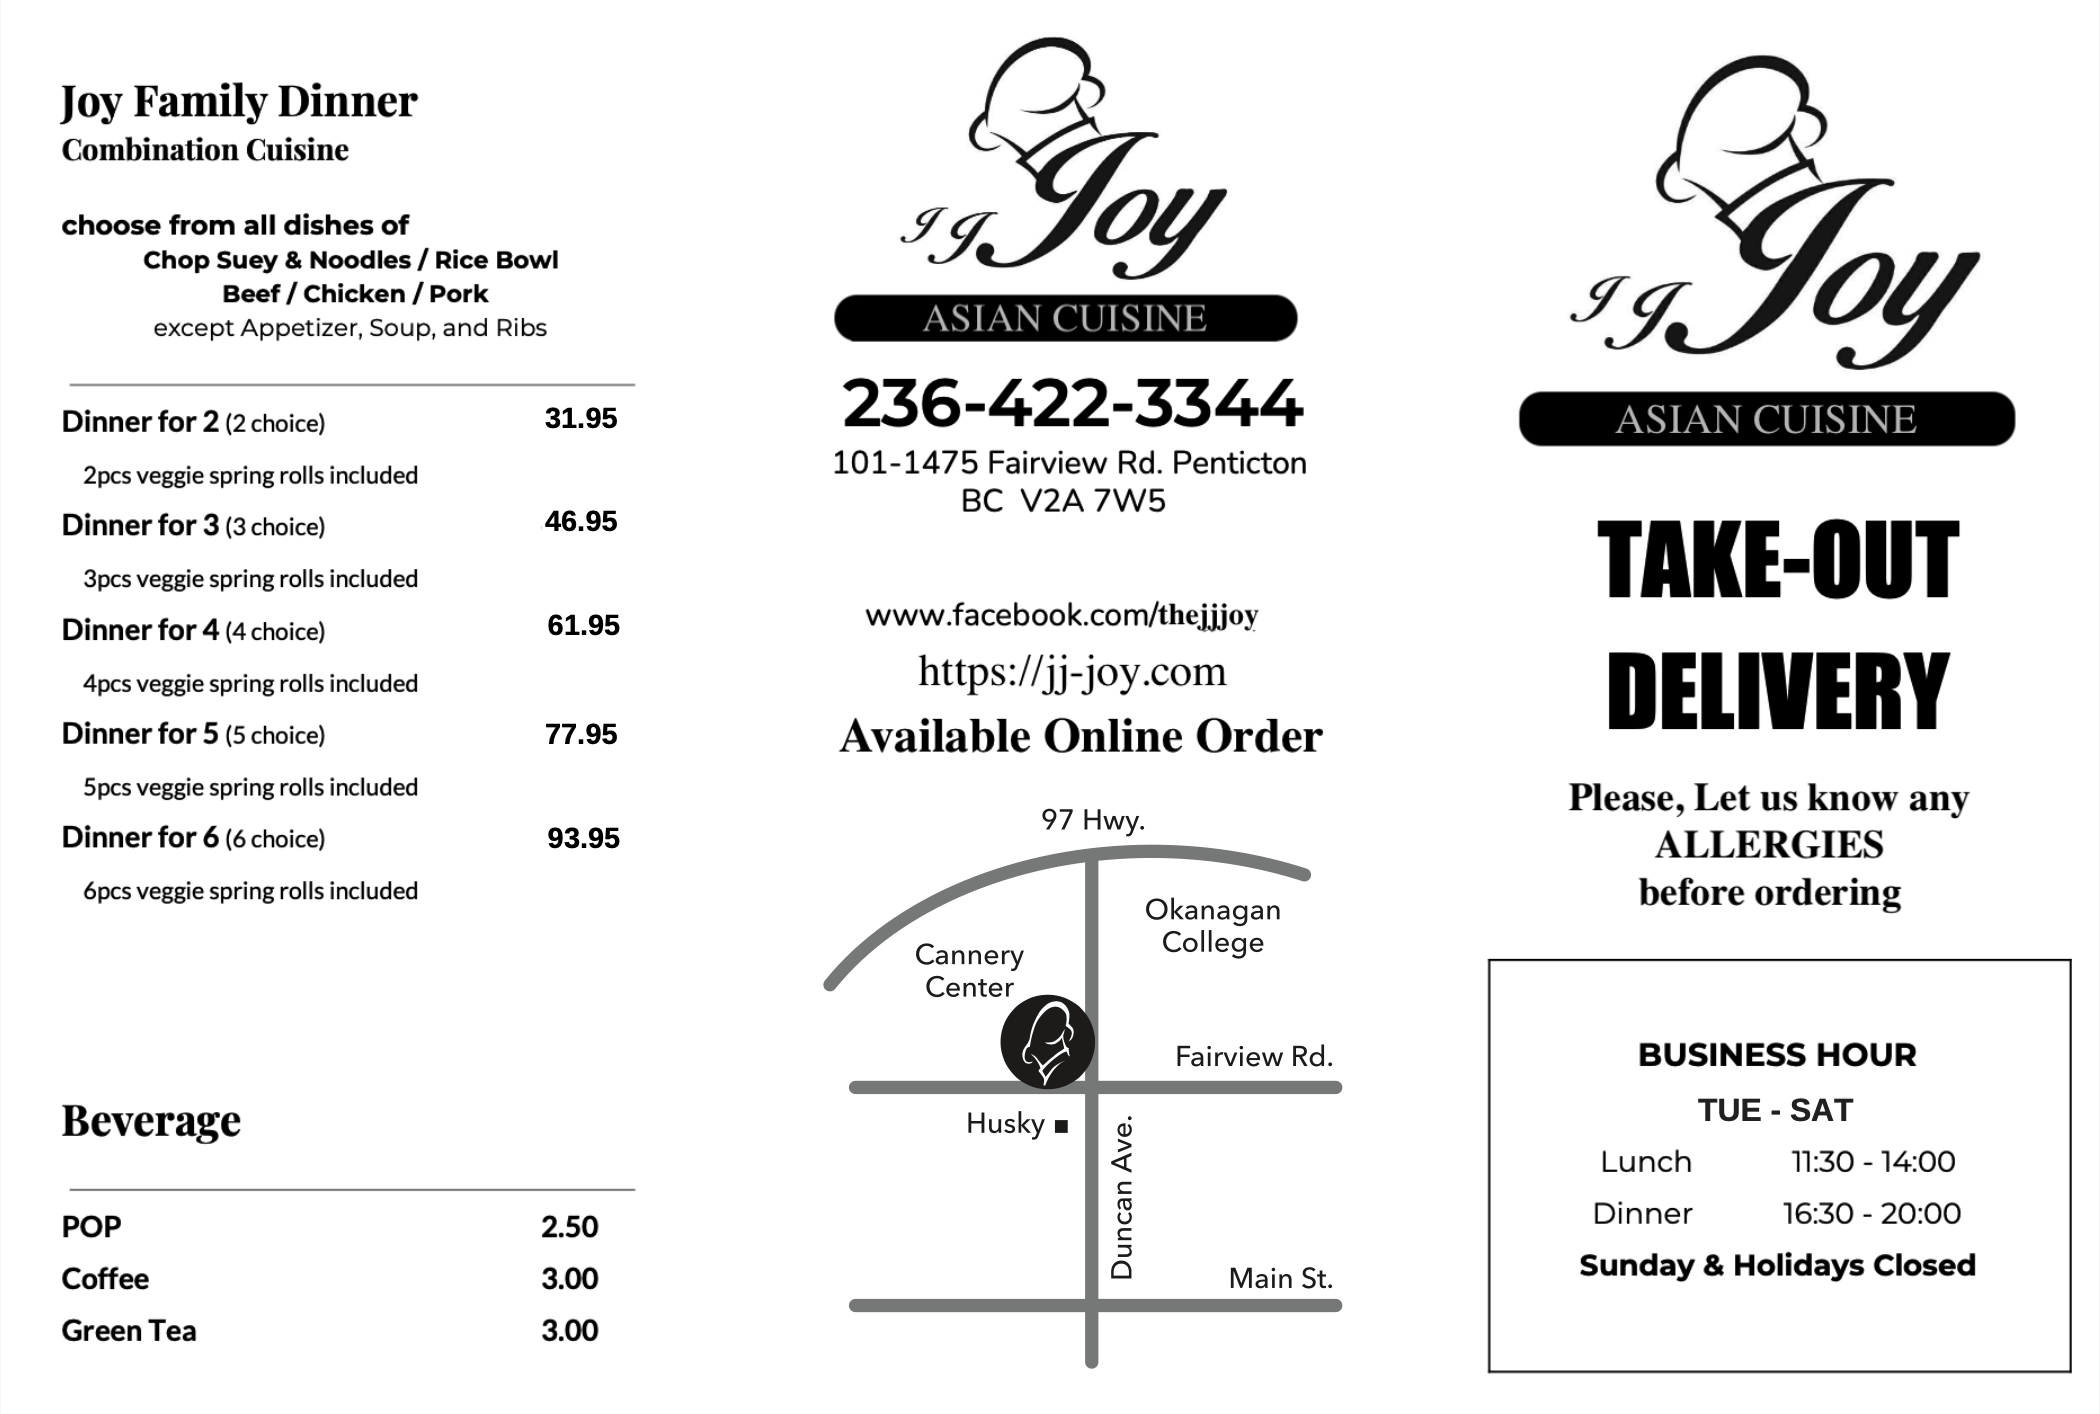 Joy Family Dinner
Combination Cuisine
choose from all dishes of
Chop Suey & Noodles / Rice Bowl
Beef / Chicken / Pork
except Appetizer, Soup, and Ribs
Dinner for 2 (2 choice) 31.95
2pcs veggie spring rolls included
Dinner for 3 (3 choice) 46.95
3pcs veggie spring rolls included
Dinner for 4 (4 choice) 61.95
4pcs veggie spring rolls included
Dinner for 5 (5 choice) 77.95
5pcs veggie spring rolls included
Dinner for 6 (6 choice) 93.95
6pcs veggie spring rolls included
Beverage
POP 2.50
Coffee 3.00
Green Tea 3.00
JJ Joy
ASIAN CUISINE
236-422-3344
101-1475 Fairview Rd. Penticton
BC V2A 7W5
www.facebook.com/thejjjoy
https://jj-joy.com
Available Online Order
97 Hwy.
Okanagan
College
Cannery
Center
Fairview Rd.
Husky
Duncan Ave.
Main St.
JJ Joy
ASIAN CUISINE
TAKE-OUT
DELIVERY
Please, Let us know any
ALLERGIES
before ordering
BUSINESS HOUR
TUE - SAT
Lunch 11:30 - 14:00
Dinner 16:30 - 20:00
Sunday & Holidays Closed